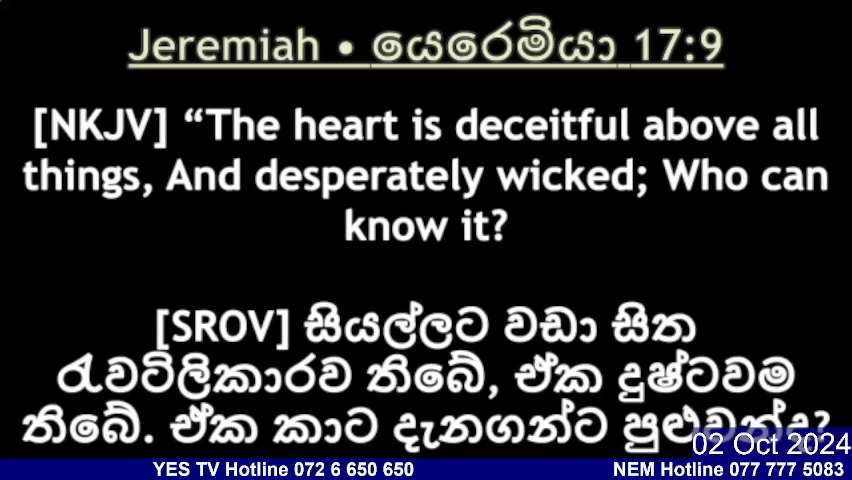 Jeremiah • යෙරෙමියා 17:9
[NKJV] “The heart is deceitful above all
things, And desperately wicked; Who can
know it?
[SROV] සියල්ලට වඩා සිත
රැවටිලිකාරව තිබේ, ඒක දුෂ්ටවම
තිබේ. ඒක කාට දැනගන්ට පුළුවන්ද?
02 Oct 2024
YES TV Hotline 072 6 650 650
NEM Hotline 077 777 5083